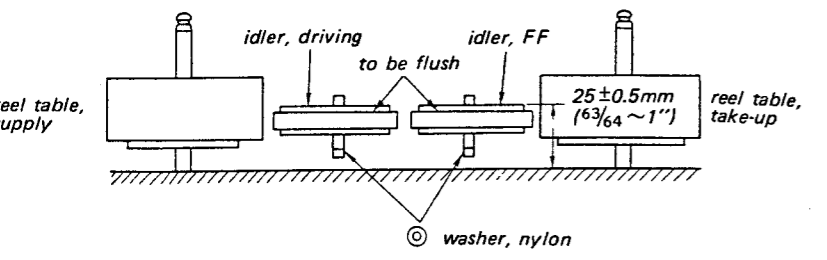 idler, driving
idler, FF
to be flush
reel table,
supply
25±0.5mm
(63/64 ~ 1")
reel table,
take-up
washer, nylon